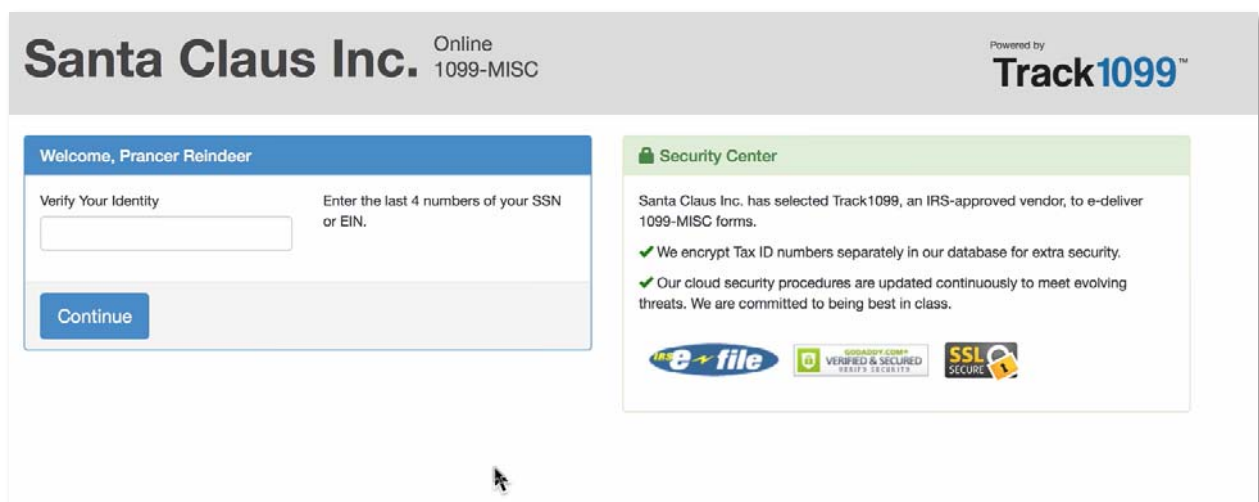 Santa Claus Inc. Online
1099-MISC
Powered by
Track1099™
Welcome, Prancer Reindeer
Verify Your Identity
Enter the last 4 numbers of your SSN
or EIN.
Continue
Security Center
Santa Claus Inc. has selected Track1099, an IRS-approved vendor, to e-deliver
1099-MISC forms.
✔ We encrypt Tax ID numbers separately in our database for extra security.
✔ Our cloud security procedures are updated continuously to meet evolving
threats. We are committed to being best in class.
IRS e-file
GODADDY.COM®
VERIFIED & SECURED
VERIFY SECURITY
SSL
SECURE
1